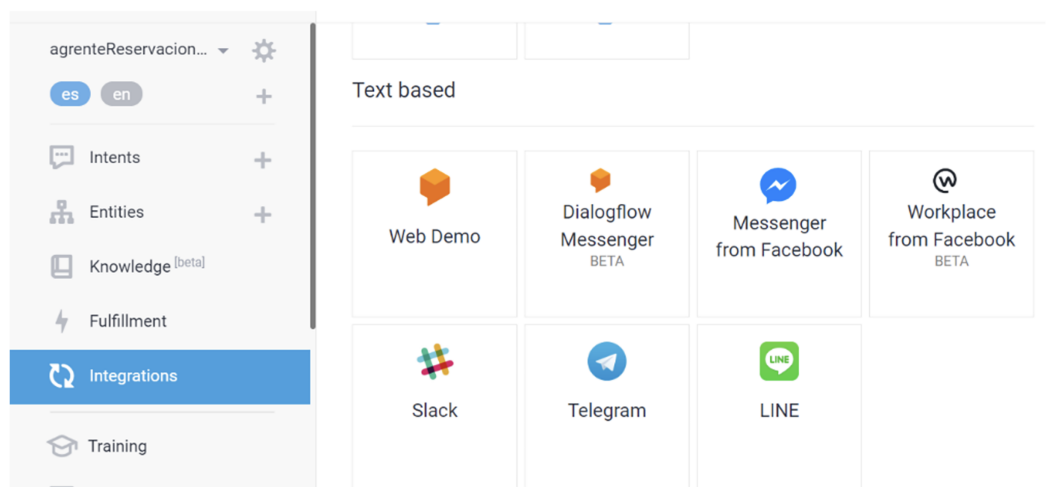 agrenteReservacion...
es en
Intents
Entities
Knowledge [beta]
Fulfillment
Integrations
Training
Text based
Web Demo
Dialogflow
Messenger
BETA
Messenger
from Facebook
Workplace
from Facebook
BETA
Slack
Telegram
LINE
LINE